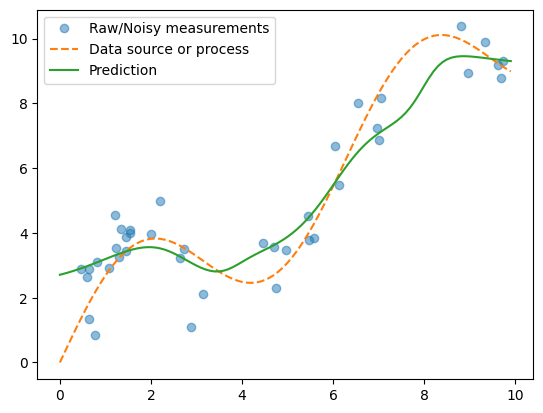 Raw/Noisy measurements
Data source or process
Prediction
10
8
6
4
2
0
0 2 4 6 8 10